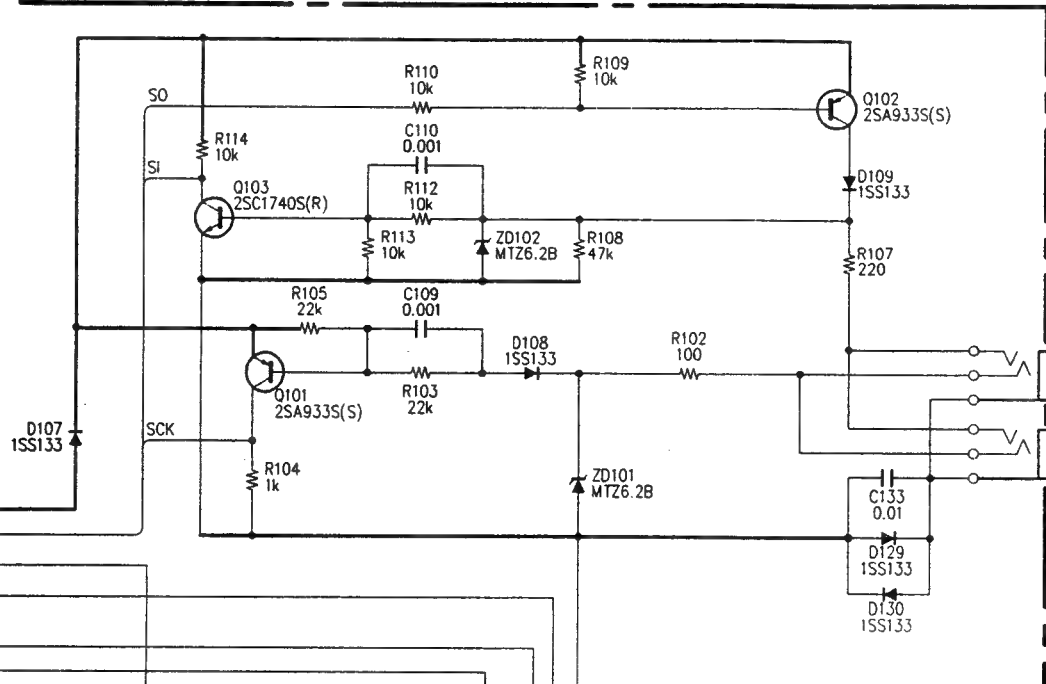 R109
10k
R110
10k
SO
Q102
2SA933S(S)
C110
0.001
R114
10k
SI
D109
1SS133
Q103
2SC1740S(R)
R112
10k
R113
10k
ZD102
MTZ6.2B
R108
47k
R107
220
R105
22k
C109
0.001
D108
1SS133
R102
100
Q101
2SA933S(S)
R103
22k
D107
1SS133
SCK
R104
1k
ZD101
MTZ6.2B
C133
0.01
D129
1SS133
D130
1SS133